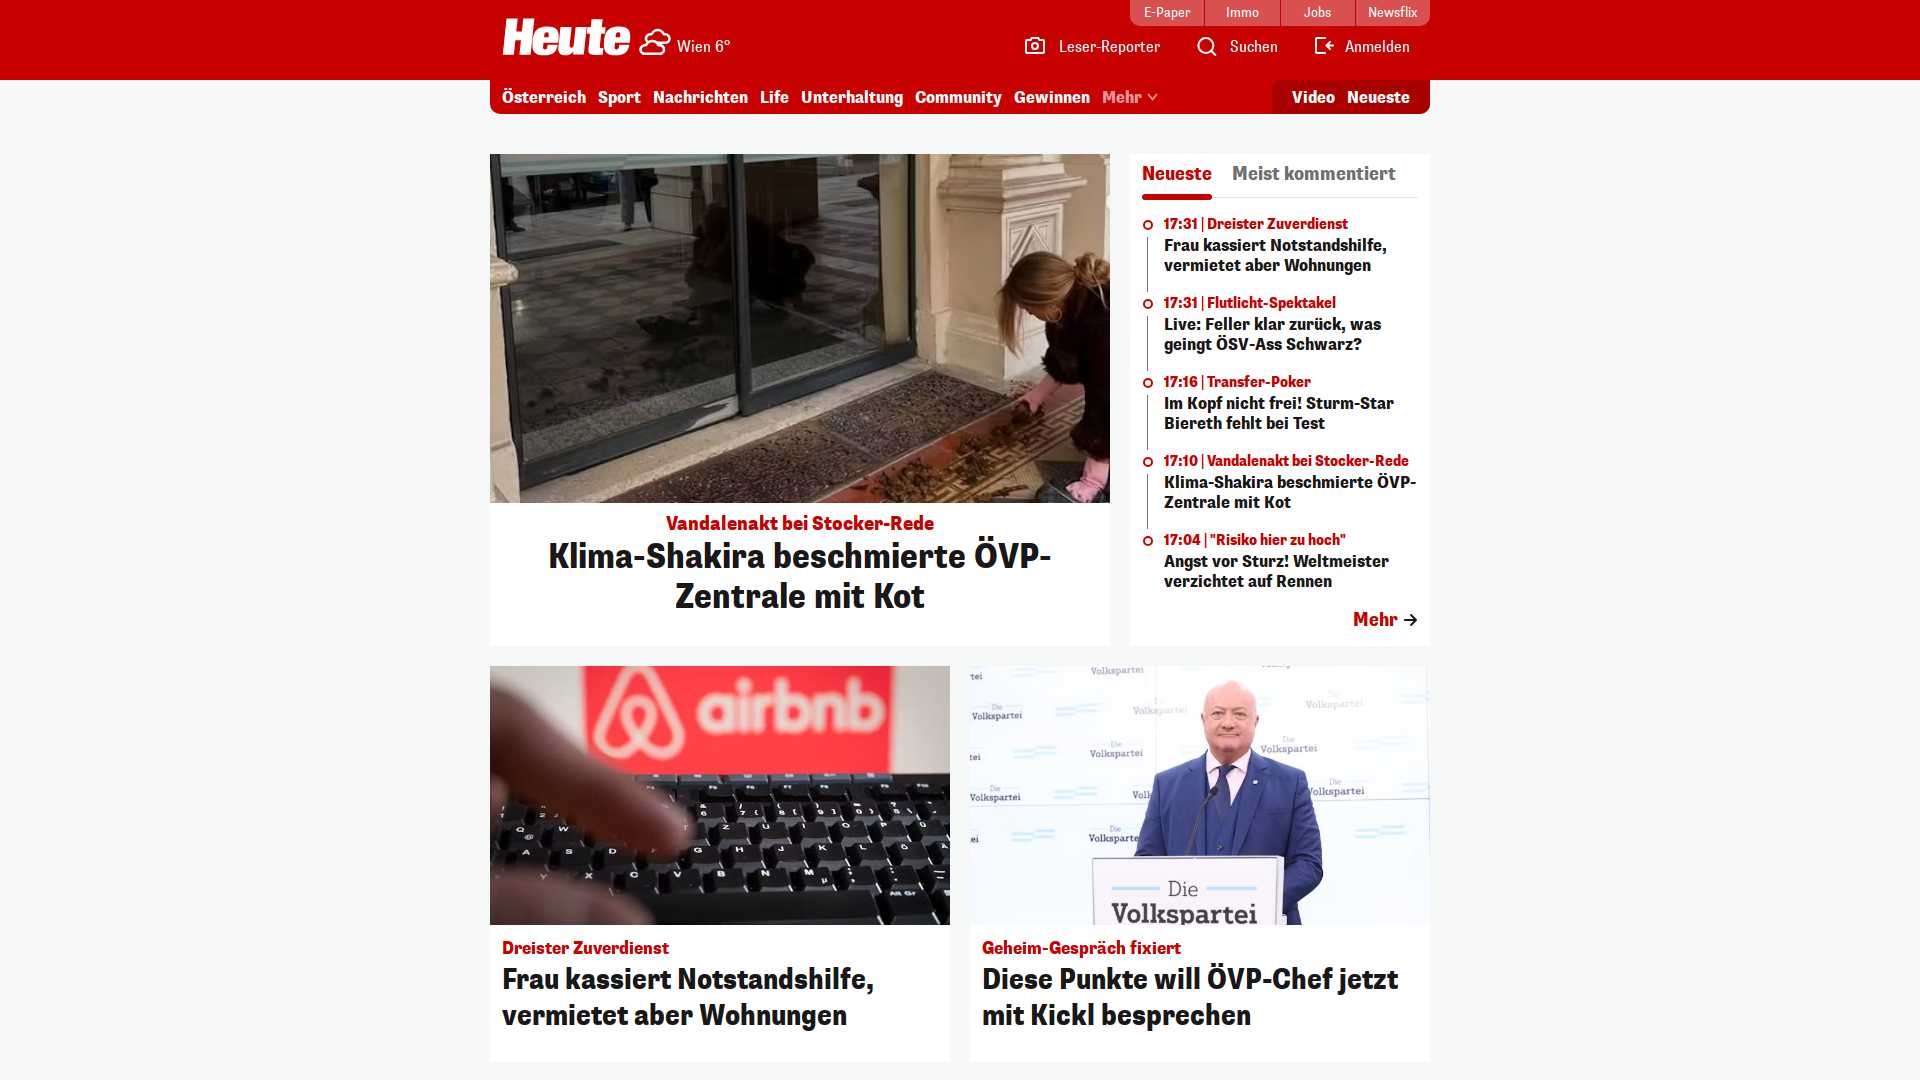 E-Paper
Immo
Jobs
Newsflix
Heute
Wien 6°
Leser-Reporter
Suchen
Anmelden
Österreich
Sport
Nachrichten
Life
Unterhaltung
Community
Gewinnen
Mehr
Video
Neueste
Vandalenakt bei Stocker-Rede
Klima-Shakira beschmierte ÖVP-
Zentrale mit Kot
Neueste
Meist kommentiert
17:31 | Dreister Zuverdienst
Frau kassiert Notstandshilfe,
vermietet aber Wohnungen
17:31 | Flutlicht-Spektakel
Live: Feller klar zurück, was
geingt ÖSV-Ass Schwarz?
17:16 | Transfer-Poker
Im Kopf nicht frei! Sturm-Star
Biereth fehlt bei Test
17:10 | Vandalenakt bei Stocker-Rede
Klima-Shakira beschmierte ÖVP-
Zentrale mit Kot
17:04 | "Risiko hier zu hoch"
Angst vor Sturz! Weltmeister
verzichtet auf Rennen
Mehr
airbnb
Dreister Zuverdienst
Frau kassiert Notstandshilfe,
vermietet aber Wohnungen
Die
Volkspartei
Geheim-Gespräch fixiert
Diese Punkte will ÖVP-Chef jetzt
mit Kickl besprechen